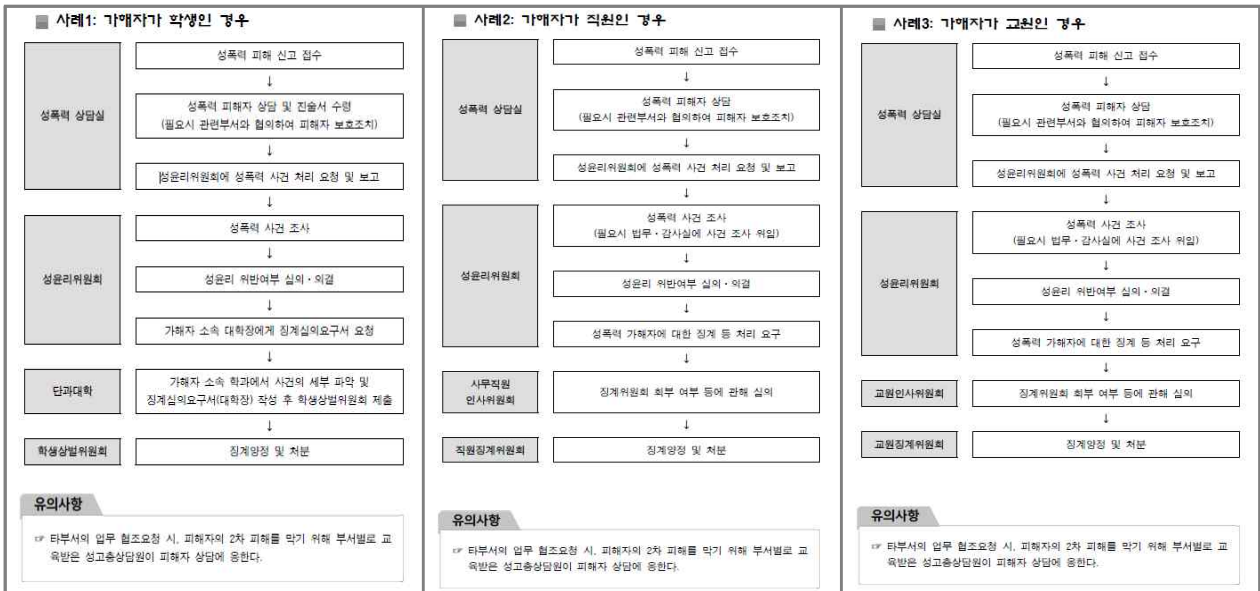 ■ 사례1: 가해자가 학생인 경우
성폭력 상담실
성폭력 피해 신고 접수
↓
성폭력 피해자 상담 및 진술서 수령
(필요시 관련부서와 협의하여 피해자 보호조치)
↓
성윤리위원회에 성폭력 사건 처리 요청 및 보고
↓
성윤리위원회
성폭력 사건 조사
↓
성윤리 위반여부 심의·의결
↓
가해자 소속 대학장에게 징계심의요구서 요청
↓
단과대학
가해자 소속 학과에서 사건의 세부 파악 및
징계심의요구서(대학장) 작성 후 학생상벌위원회 제출
↓
학생상벌위원회
징계양정 및 처분
유의사항
☞ 타부서의 업무 협조요청 시, 피해자의 2차 피해를 막기 위해 부서별로 교
육받은 성고충상담원이 피해자 상담에 응한다.
■ 사례2: 가해자가 직원인 경우
성폭력 상담실
성폭력 피해 신고 접수
↓
성폭력 피해자 상담
(필요시 관련부서와 협의하여 피해자 보호조치)
↓
성윤리위원회에 성폭력 사건 처리 요청 및 보고
↓
성윤리위원회
성폭력 사건 조사
(필요시 법무·감사실에 사건 조사 위임)
↓
성윤리 위반여부 심의·의결
↓
성폭력 가해자에 대한 징계 등 처리 요구
↓
사무직원
인사위원회
징계위원회 회부 여부 등에 관해 심의
↓
직원징계위원회
징계양정 및 처분
유의사항
☞ 타부서의 업무 협조요청 시, 피해자의 2차 피해를 막기 위해 부서별로 교
육받은 성고충상담원이 피해자 상담에 응한다.
■ 사례3: 가해자가 교원인 경우
성폭력 상담실
성폭력 피해 신고 접수
↓
성폭력 피해자 상담
(필요시 관련부서와 협의하여 피해자 보호조치)
↓
성윤리위원회에 성폭력 사건 처리 요청 및 보고
↓
성윤리위원회
성폭력 사건 조사
(필요시 법무·감사실에 사건 조사 위임)
↓
성윤리 위반여부 심의·의결
↓
성폭력 가해자에 대한 징계 등 처리 요구
↓
교원인사위원회
징계위원회 회부 여부 등에 관해 심의
↓
교원징계위원회
징계양정 및 처분
유의사항
☞ 타부서의 업무 협조요청 시, 피해자의 2차 피해를 막기 위해 부서별로 교
육받은 성고충상담원이 피해자 상담에 응한다.